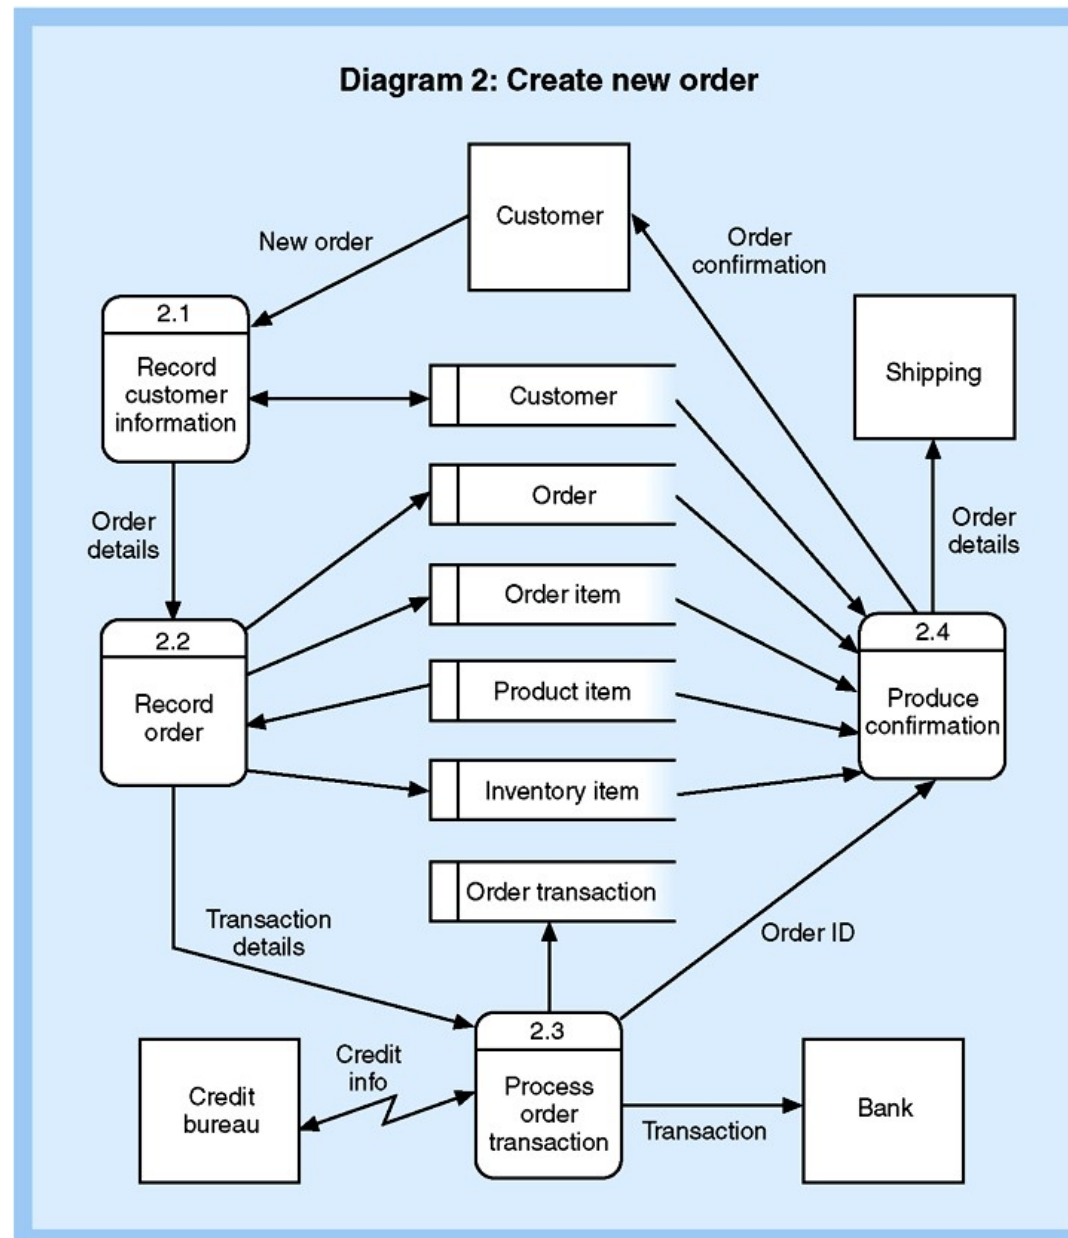 Diagram 2: Create new order
Customer
New order
Order
confirmation
2.1
Record
customer
information
Shipping
Customer
Order
Order
details
Order
details
Order item
2.2
Record
order
2.4
Produce
confirmation
Product item
Inventory item
Order transaction
Transaction
details
Order ID
2.3
Process
order
transaction
Credit
info
Credit
bureau
Transaction
Bank